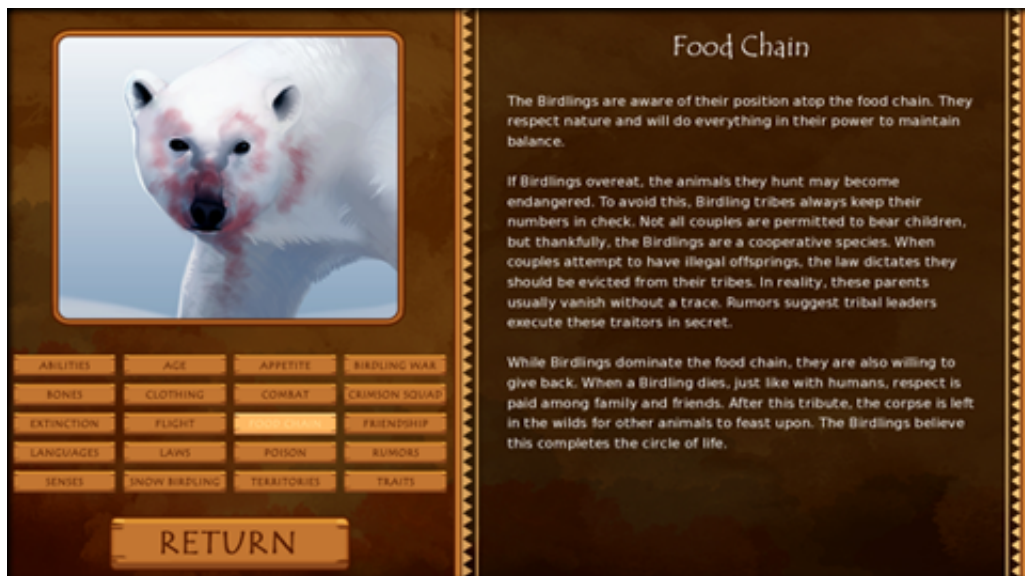 Food Chain
The Birdlings are aware of their position atop the food chain. They
respect nature and will do everything in their power to maintain
balance.
If Birdlings overeat, the animals they hunt may become
endangered. To avoid this, Birdling tribes always keep their
numbers in check. Not all couples are permitted to bear children,
but thankfully, the Birdlings are a cooperative species. When
couples attempt to have illegal offsprings, the law dictates they
should be evicted from their tribes. In reality, these parents
usually vanish without a trace. Rumors suggest tribal leaders
execute these traitors in secret.
While Birdlings dominate the food chain, they are also willing to
give back. When a Birdling dies, just like with humans, respect is
paid among family and friends. After this tribute, the corpse is left
in the wilds for other animals to feast upon. The Birdlings believe
this completes the circle of life.
ABILITIES AGE APPETITE BIRDLING WAR
BONES CLOTHING COMBAT CRIMSON SQUAD
EXTINCTION FLIGHT FOOD CHAIN FRIENDSHIP
LANGUAGES LAWS POISON RUMORS
SENSES SNOW BIRDLING TERRITORIES TRAITS
RETURN